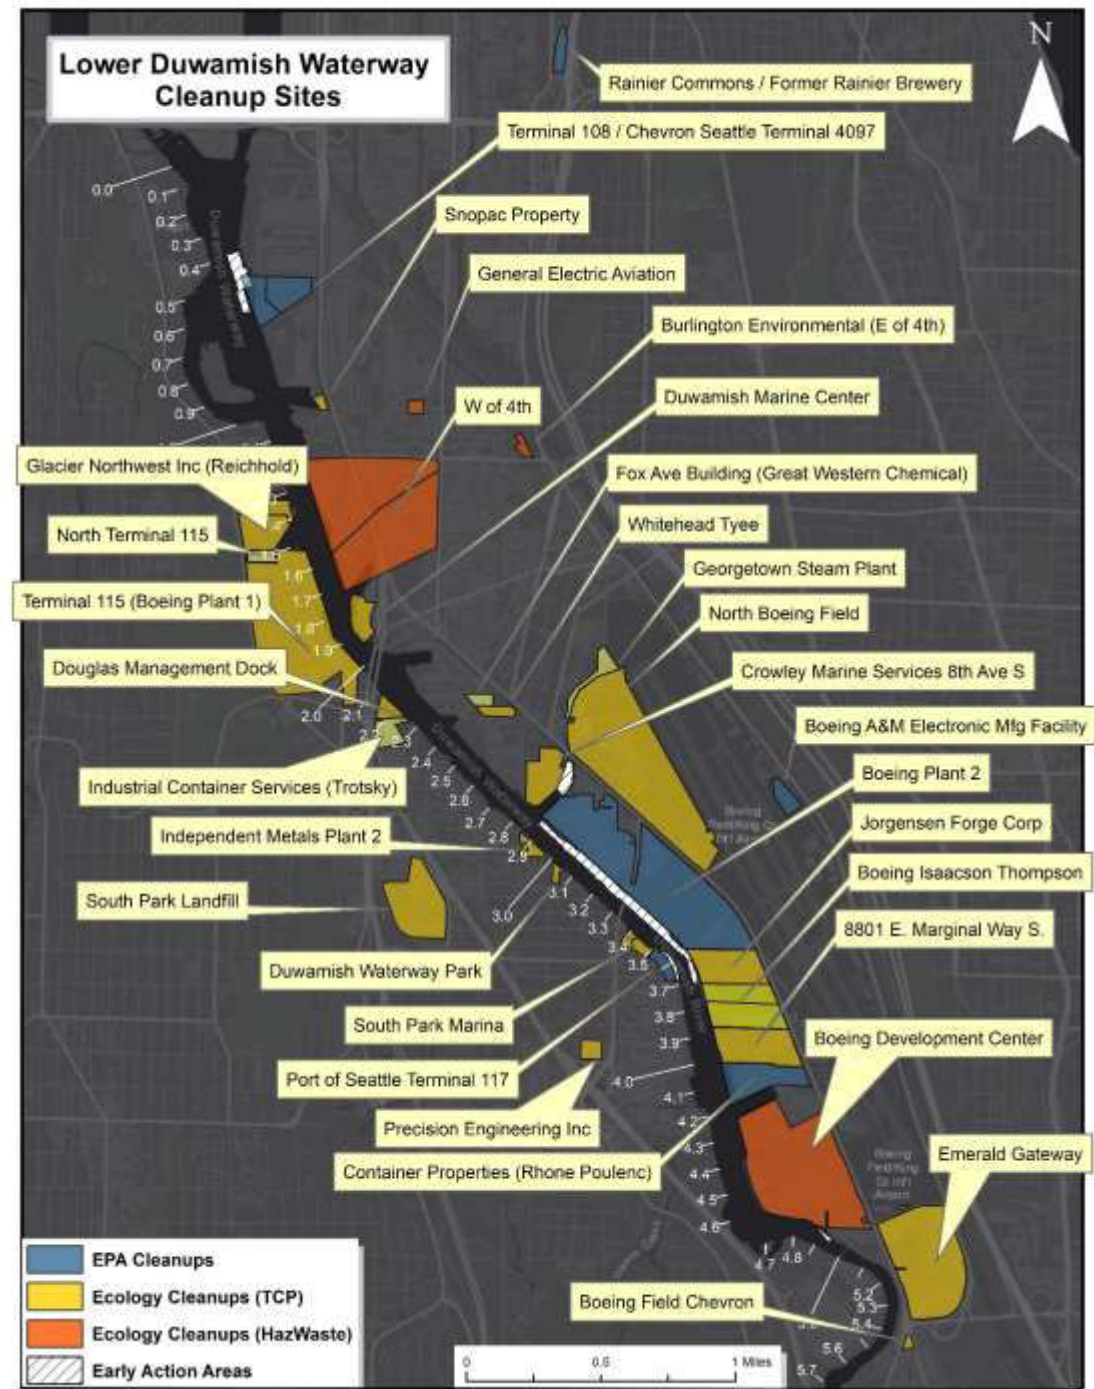 Lower Duwamish Waterway
Cleanup Sites
N
Rainier Commons / Former Rainier Brewery
Terminal 108 / Chevron Seattle Terminal 4097
0.0
0.1
0.2
Snopac Property
0.3
0.4
General Electric Aviation
0.5
Burlington Environmental (E of 4th)
0.6
0.7
0.8
W of 4th
Duwamish Marine Center
0.9
Glacier Northwest Inc (Reichhold)
Fox Ave Building (Great Western Chemical)
North Terminal 115
Whitehead Tyee
Georgetown Steam Plant
1.6
Terminal 115 (Boeing Plant 1)
1.7
North Boeing Field
1.8
1.9
Douglas Management Dock
Crowley Marine Services 8th Ave S
2.0
2.1
2.2
2.3
Boeing A&M Electronic Mfg Facility
2.4
Industrial Container Services (Trotsky)
2.5
Boeing Plant 2
2.6
2.7
Independent Metals Plant 2
2.8
Jorgensen Forge Corp
2.9
Boeing Isaacson Thompson
South Park Landfill
3.0
3.1
3.2
3.3
8801 E. Marginal Way S.
3.4
Duwamish Waterway Park
3.6
3.7
South Park Marina
3.8
3.9
Boeing Development Center
Port of Seattle Terminal 117
4.0
4.1
Precision Engineering Inc
4.2
4.3
Container Properties (Rhone Poulenc)
4.4
Emerald Gateway
4.5
4.6
4.7
4.8
EPA Cleanups
Ecology Cleanups (TCP)
Boeing Field Chevron
5.2
5.3
5.4
Ecology Cleanups (HazWaste)
5.6
Early Action Areas
5.7
0 0.5 1 Miles